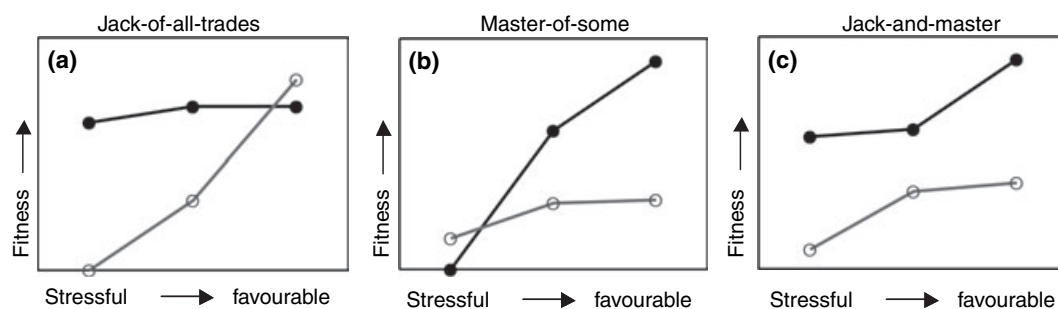 Jack-of-all-trades
(a)
Fitness
Stressful → favourable
Master-of-some
(b)
Fitness
Stressful → favourable
Jack-and-master
(c)
Fitness
Stressful → favourable